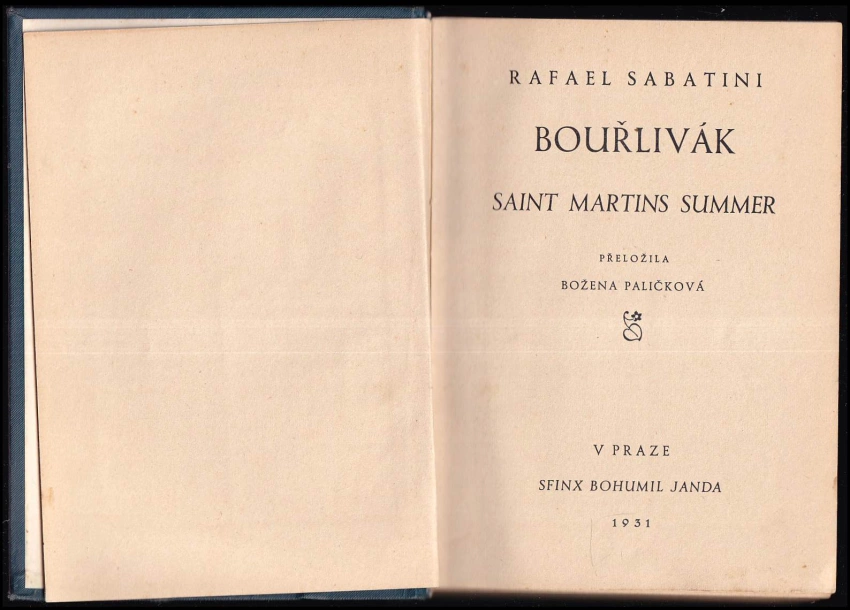 RAFAEL SABATINI
BOUŘLIVÁK
SAINT MARTINS SUMMER
PŘELOŽILA
BOŽENA PALIČKOVÁ
V PRAZE
SFINX BOHUMIL JANDA
1931